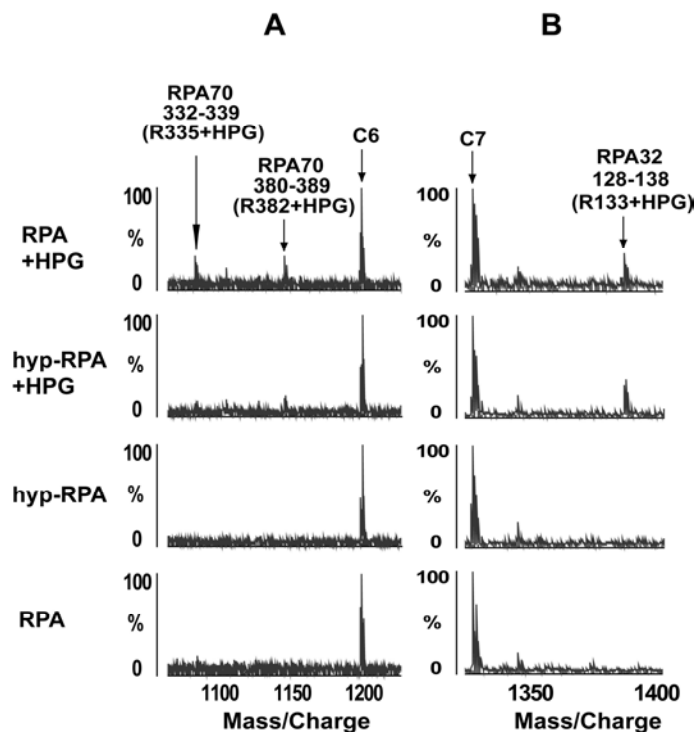 A B
RPA70
332-339
(R335+HPG)
RPA70
380-389
(R382+HPG)
C6
C7
RPA32
128-138
(R133+HPG)
RPA
+HPG
100
%
0
100
%
0
hyp-RPA
+HPG
100
%
0
100
%
0
hyp-RPA
100
%
0
100
%
0
RPA
100
%
0
100
%
0
1100 1150 1200
1350 1400
Mass/Charge Mass/Charge